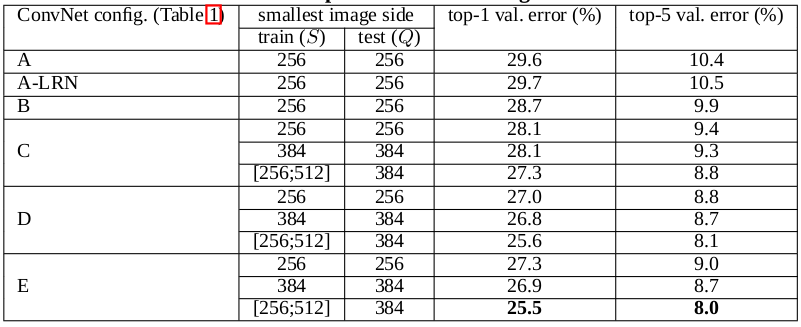 ConvNet config. (Table 1) smallest image side top-1 val. error (%) top-5 val. error (%)
train (S) test (Q)
A 256 256 29.6 10.4
A-LRN 256 256 29.7 10.5
B 256 256 28.7 9.9
C 256 256 28.1 9.4
384 384 28.1 9.3
[256;512] 384 27.3 8.8
D 256 256 27.0 8.8
384 384 26.8 8.7
[256;512] 384 25.6 8.1
E 256 256 27.3 9.0
384 384 26.9 8.7
[256;512] 384 25.5 8.0